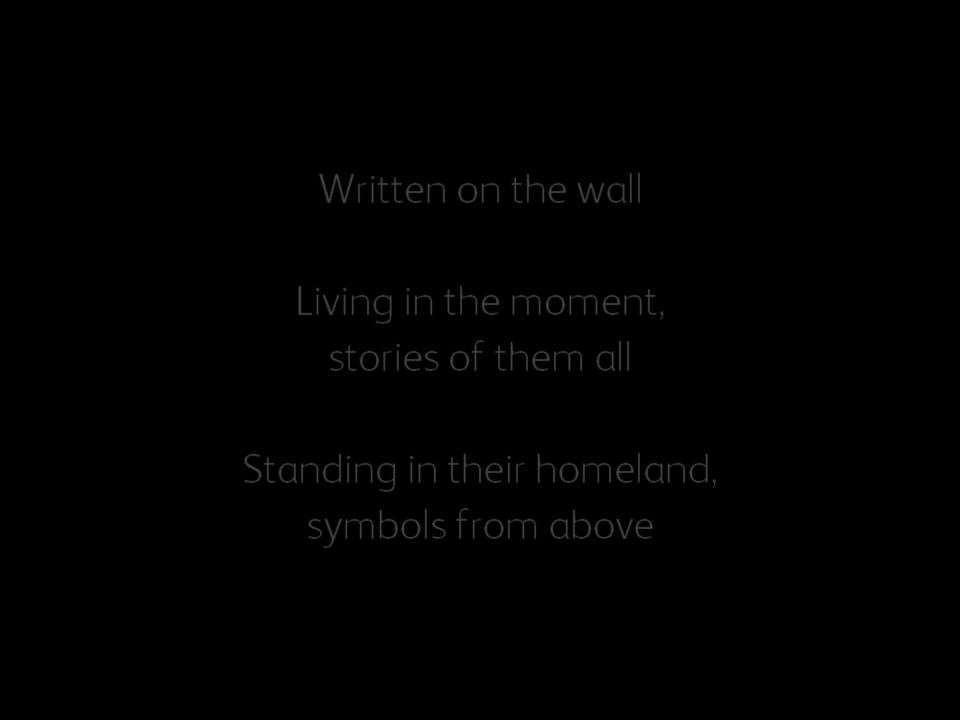 Written on the wall
Living in the moment,
stories of them all
Standing in their homeland,
symbols from above